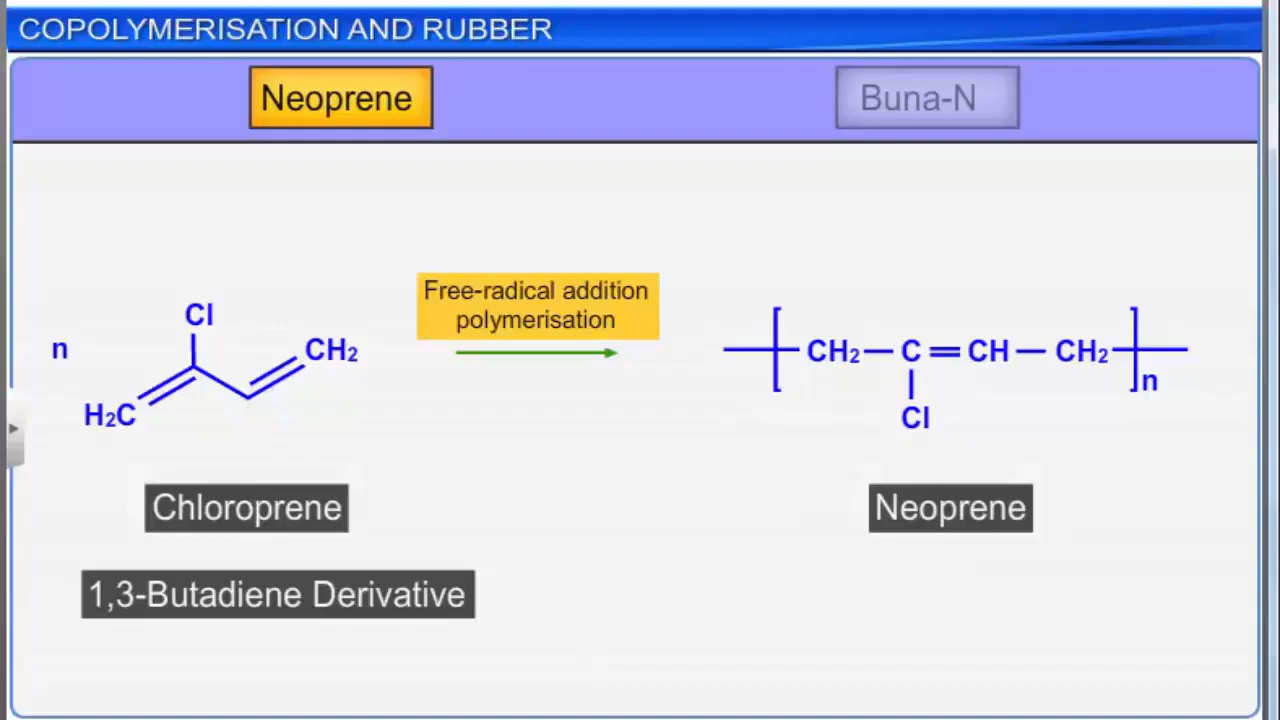 COPOLYMERISATION AND RUBBER
Neoprene
Buna-N
Free-radical addition
polymerisation
n
Cl
H₂C
CH₂
CH₂ — C = CH — CH₂
n
Cl
Chloroprene
Neoprene
1,3-Butadiene Derivative